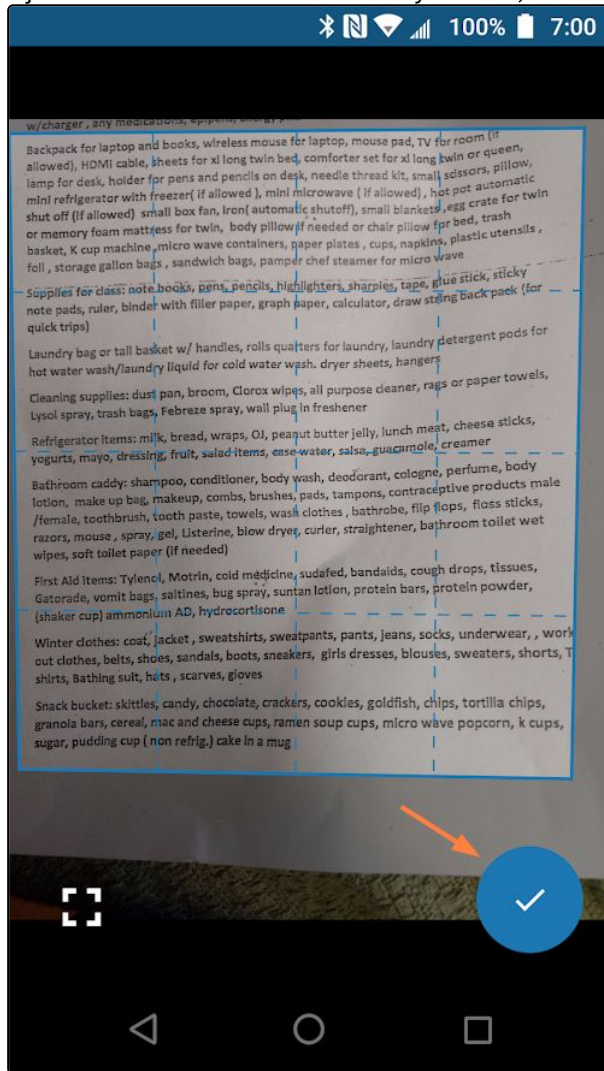 100% 7:00
w/charger , any medications, epipens,
Backpack for laptop and books, wireless mouse for laptop, mouse pad, TV for room (if
allowed), HDMI cable, sheets for xl long twin bed, comforter set for xl long twin or queen,
lamp for desk, holder for pens and pencils on desk, needle thread kit, small scissors, pillow,
mini refrigerator with freezer( if allowed ), mini microwave ( if allowed) , hot pot automatic
shut off (if allowed) small box fan, iron( automatic shutoff), small blankets ,egg crate for twin
or memory foam mattress for twin, body pillow if needed or chair pillow for bed, trash
basket, K cup machine ,micro wave containers, paper plates , cups, napkins, plastic utensils ,
foil , storage gallon bags , sandwich bags, pamper chef steamer for micro wave
Supplies for class: note books, pens, pencils, highlighters, sharpies, tape, glue stick, sticky
note pads, ruler, binder with filler paper, graph paper, calculator, draw string back pack (for
quick trips)
Laundry bag or tall basket w/ handles, rolls quarters for laundry, laundry detergent pods for
hot water wash/laundry liquid for cold water wash. dryer sheets, hangers
Cleaning supplies: dust pan, broom, Clorox wipes, all purpose cleaner, rags or paper towels,
Lysol spray, trash bags, Febreze spray, wall plug in freshener
Refrigerator items: milk, bread, wraps, OJ, peanut butter jelly, lunch meat, cheese sticks,
yogurts, mayo, dressing, fruit, salad items, case water, salsa, guacamole, creamer
Bathroom caddy: shampoo, conditioner, body wash, deodorant, cologne, perfume, body
lotion, make up bag, makeup, combs, brushes, pads, tampons, contraceptive products male
/female, toothbrush, tooth paste, towels, wash clothes , bathrobe, flip flops, floss sticks,
razors, mouse , spray, gel, Listerine, blow dryer, curler, straightener, bathroom toilet wet
wipes, soft toilet paper (if needed)
First Aid items: Tylenol, Motrin, cold medicine, sudafed, bandaids, cough drops, tissues,
Gatorade, vomit bags, saltines, bug spray, suntan lotion, protein bars, protein powder,
(shaker cup) ammonium AD, hydrocortisone
Winter clothes: coat, jacket , sweatshirts, sweatpants, pants, jeans, socks, underwear, , work
out clothes, belts, shoes, sandals, boots, sneakers, girls dresses, blouses, sweaters, shorts, T
shirts, Bathing suit, hats , scarves, gloves
Snack bucket: skittles, candy, chocolate, crackers, cookies, goldfish, chips, tortilla chips,
granola bars, cereal, mac and cheese cups, ramen soup cups, micro wave popcorn, k cups,
sugar, pudding cup ( non refrig.) cake in a mug